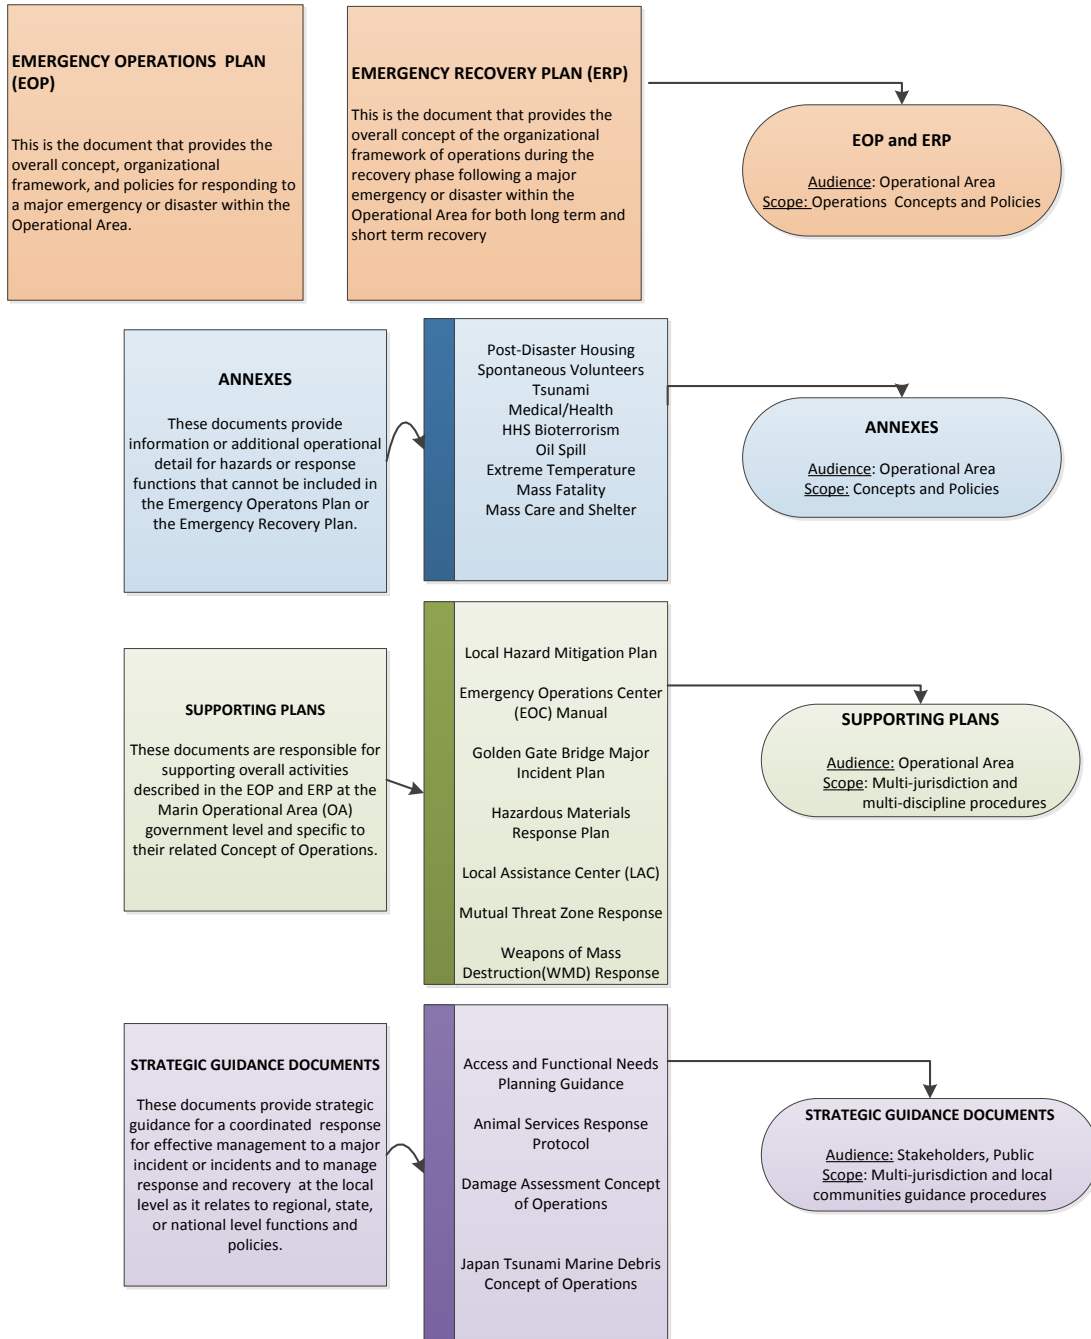 EMERGENCY OPERATIONS PLAN
(EOP)
This is the document that provides the
overall concept, organizational
framework, and policies for responding to
a major emergency or disaster within the
Operational Area.
EMERGENCY RECOVERY PLAN (ERP)
This is the document that provides the
overall concept of the organizational
framework of operations during the
recovery phase following a major
emergency or disaster within the
Operational Area for both long term and
short term recovery
EOP and ERP
Audience: Operational Area
Scope: Operations Concepts and Policies
ANNEXES
These documents provide
information or additional operational
detail for hazards or response
functions that cannot be included in
the Emergency Operatons Plan or
the Emergency Recovery Plan.
Post-Disaster Housing
Spontaneous Volunteers
Tsunami
Medical/Health
HHS Bioterrorism
Oil Spill
Extreme Temperature
Mass Fatality
Mass Care and Shelter
ANNEXES
Audience: Operational Area
Scope: Concepts and Policies
SUPPORTING PLANS
These documents are responsible for
supporting overall activities
described in the EOP and ERP at the
Marin Operational Area (OA)
government level and specific to
their related Concept of Operations.
Local Hazard Mitigation Plan
Emergency Operations Center
(EOC) Manual
Golden Gate Bridge Major
Incident Plan
Hazardous Materials
Response Plan
Local Assistance Center (LAC)
Mutual Threat Zone Response
Weapons of Mass
Destruction(WMD) Response
SUPPORTING PLANS
Audience: Operational Area
Scope: Multi-jurisdiction and
multi-discipline procedures
STRATEGIC GUIDANCE DOCUMENTS
These documents provide strategic
guidance for a coordinated response
for effective management to a major
incident or incidents and to manage
response and recovery at the local
level as it relates to regional, state,
or national level functions and
policies.
Access and Functional Needs
Planning Guidance
Animal Services Response
Protocol
Damage Assessment Concept
of Operations
Japan Tsunami Marine Debris
Concept of Operations
STRATEGIC GUIDANCE DOCUMENTS
Audience: Stakeholders, Public
Scope: Multi-jurisdiction and local
communities guidance procedures